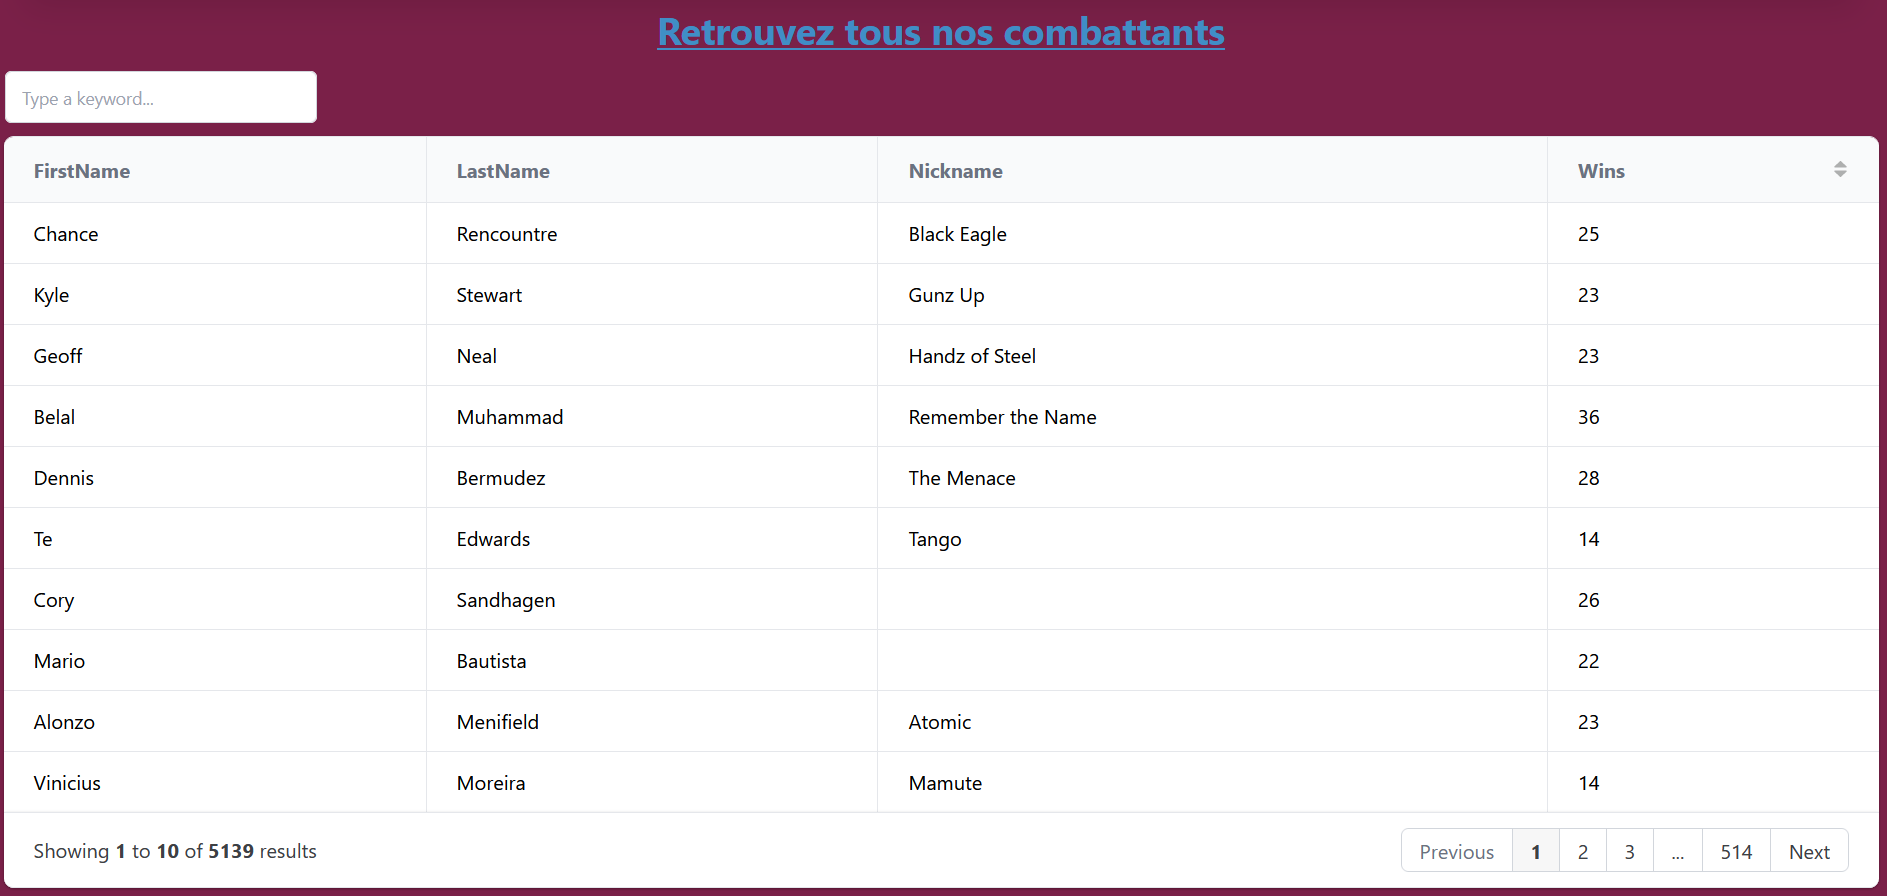 Retrouvez tous nos combattants
Type a keyword...
FirstName LastName Nickname Wins
Chance Rencountre Black Eagle 25
Kyle Stewart Gunz Up 23
Geoff Neal Handz of Steel 23
Belal Muhammad Remember the Name 36
Dennis Bermudez The Menace 28
Te Edwards Tango 14
Cory Sandhagen 26
Mario Bautista 22
Alonzo Menifield Atomic 23
Vinicius Moreira Mamute 14
Showing 1 to 10 of 5139 results Previous 1 2 3 ... 514 Next